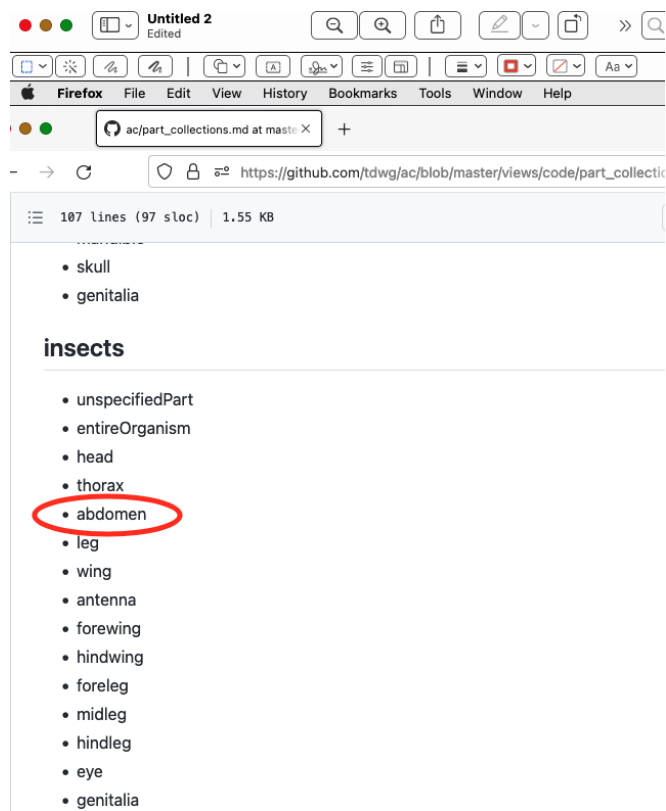 Untitled 2
Edited
Aa
Firefox File Edit View History Bookmarks Tools Window Help
ac/part_collections.md at maste
https://github.com/tdwg/ac/blob/master/views/code/part_collectio
107 lines (97 sloc) 1.55 KB
skull
genitalia
insects
unspecifiedPart
entireOrganism
head
thorax
abdomen
leg
wing
antenna
forewing
hindwing
foreleg
midleg
hindleg
eye
genitalia